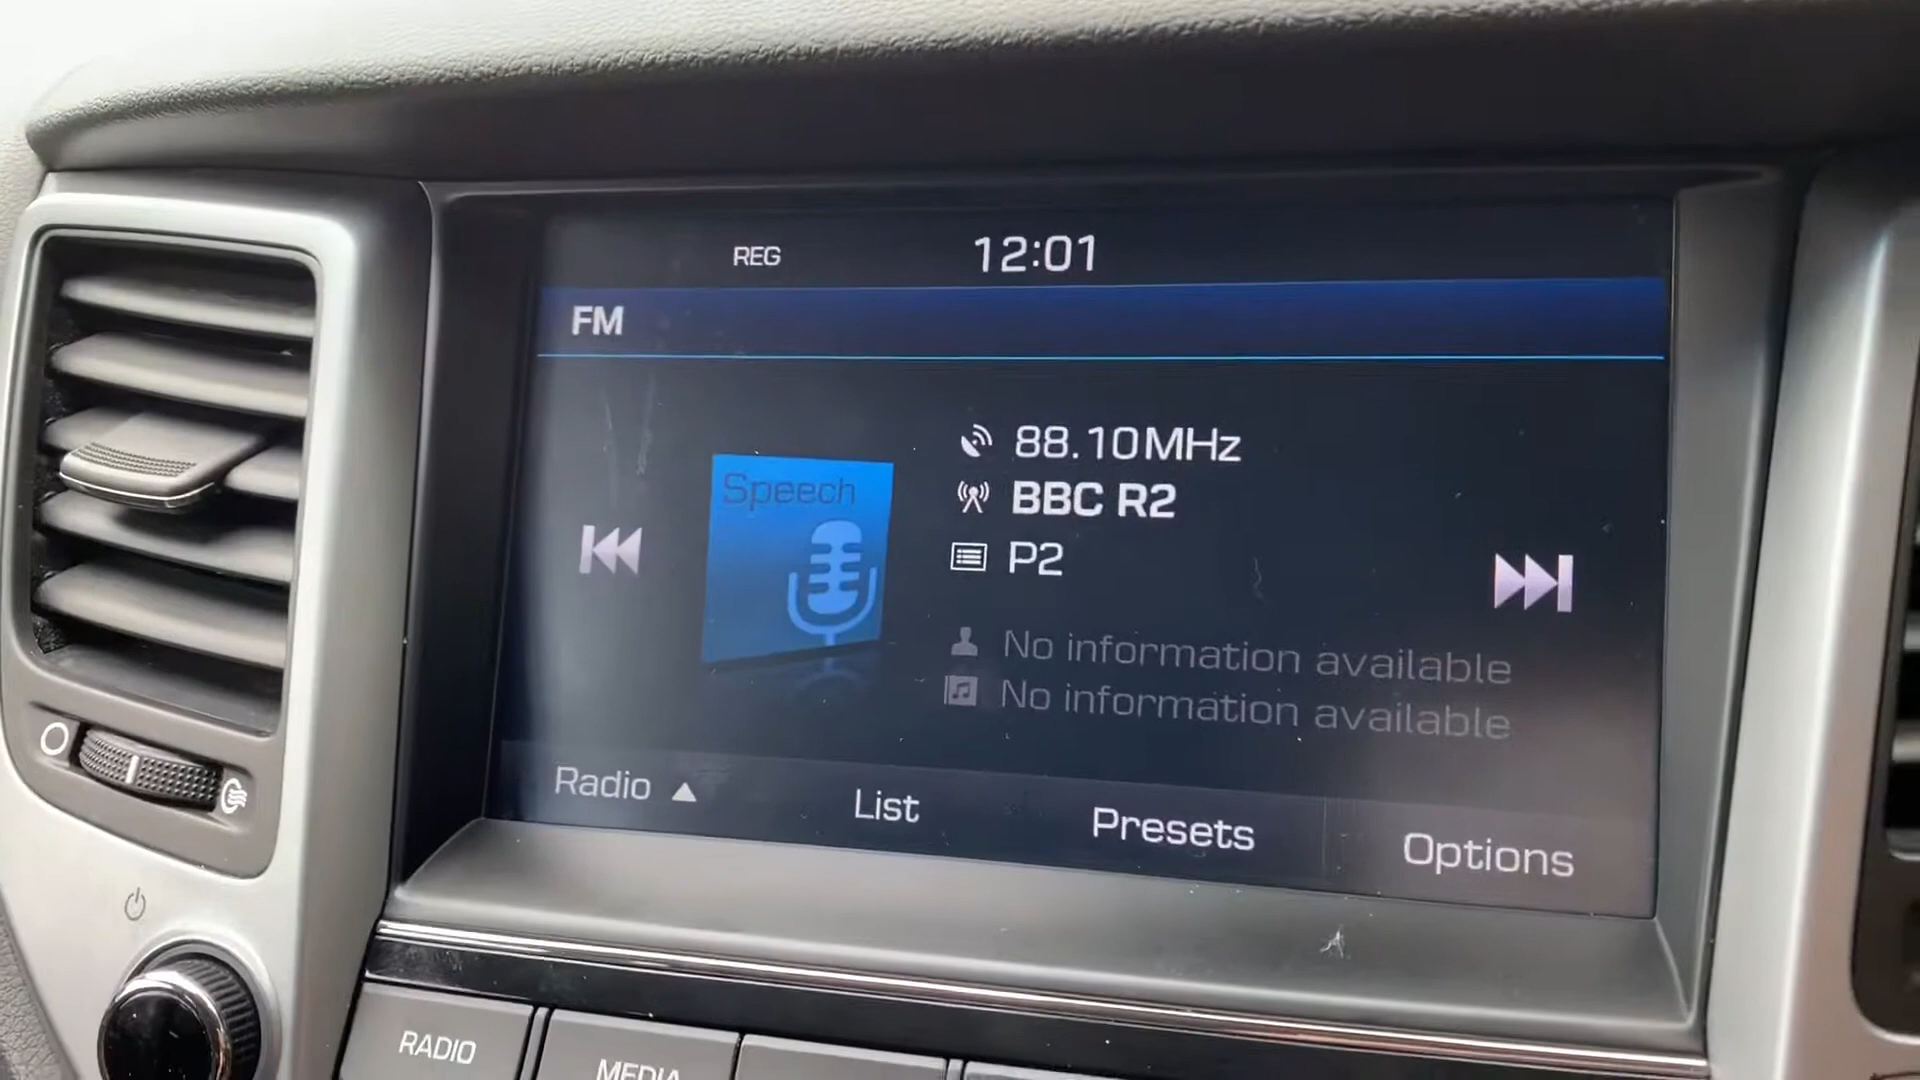 REG
12:01
FM
Speech
88.10MHz
BBC R2
P2
No information available
No information available
Radio
List
Presets
Options
RADIO
MEDIA